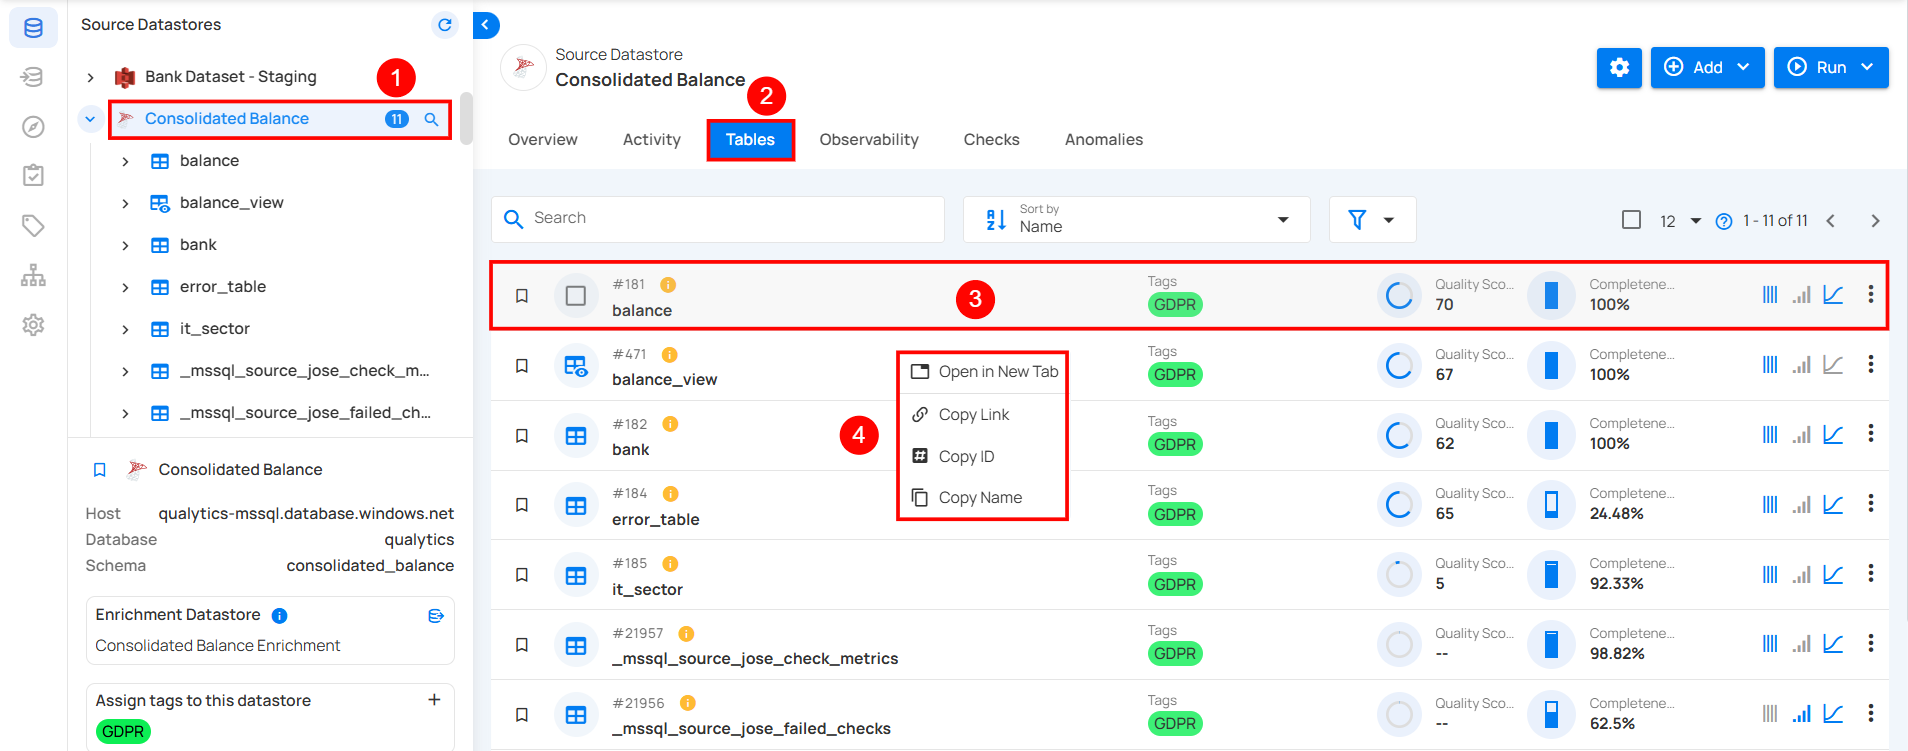 Source Datastores
Bank Dataset - Staging
1
Consolidated Balance
11
balance
balance_view
bank
error_table
it_sector
_mssql_source_jose_check_m...
_mssql_source_jose_failed_ch...
Consolidated Balance
Host qualytics-mssql.database.windows.net
Database qualytics
Schema consolidated_balance
Enrichment Datastore
Consolidated Balance Enrichment
Assign tags to this datastore
GDPR
Source Datastore
Consolidated Balance
2
Add
Run
Overview Activity Tables Observability Checks Anomalies
Search
Sort by
Name
12
1 - 11 of 11
#181
balance
3
Tags
GDPR
Quality Sco...
70
Completene...
100%
#471
balance_view
Tags
GDPR
Quality Sco...
67
Completene...
100%
4
Open in New Tab
Copy Link
Copy ID
Copy Name
#182
bank
Tags
GDPR
Quality Sco...
62
Completene...
100%
#184
error_table
Tags
GDPR
Quality Sco...
65
Completene...
24.48%
#185
it_sector
Tags
GDPR
Quality Sco...
5
Completene...
92.33%
#21957
_mssql_source_jose_check_metrics
Tags
GDPR
Quality Sco...
--
Completene...
98.82%
#21956
_mssql_source_jose_failed_checks
Tags
GDPR
Quality Sco...
--
Completene...
62.5%